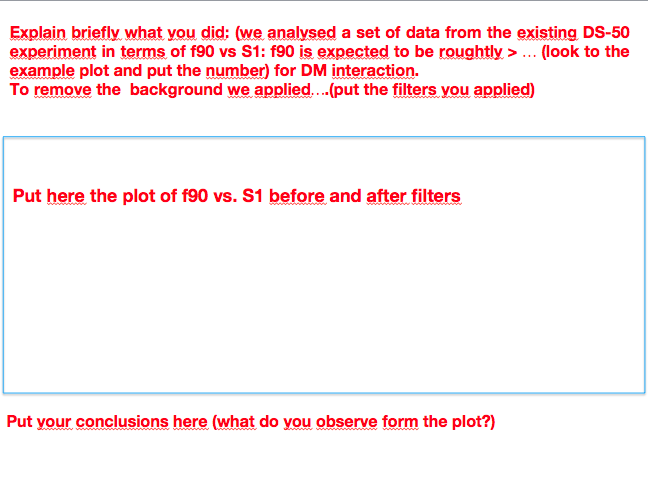 Explain briefly what you did: (we analysed a set of data from the existing DS-50
experiment in terms of f90 vs S1: f90 is expected to be roughtly > ... (look to the
example plot and put the number) for DM interaction.
To remove the background we applied....(put the filters you applied)
Put here the plot of f90 vs. S1 before and after filters
Put your conclusions here (what do you observe form the plot?)